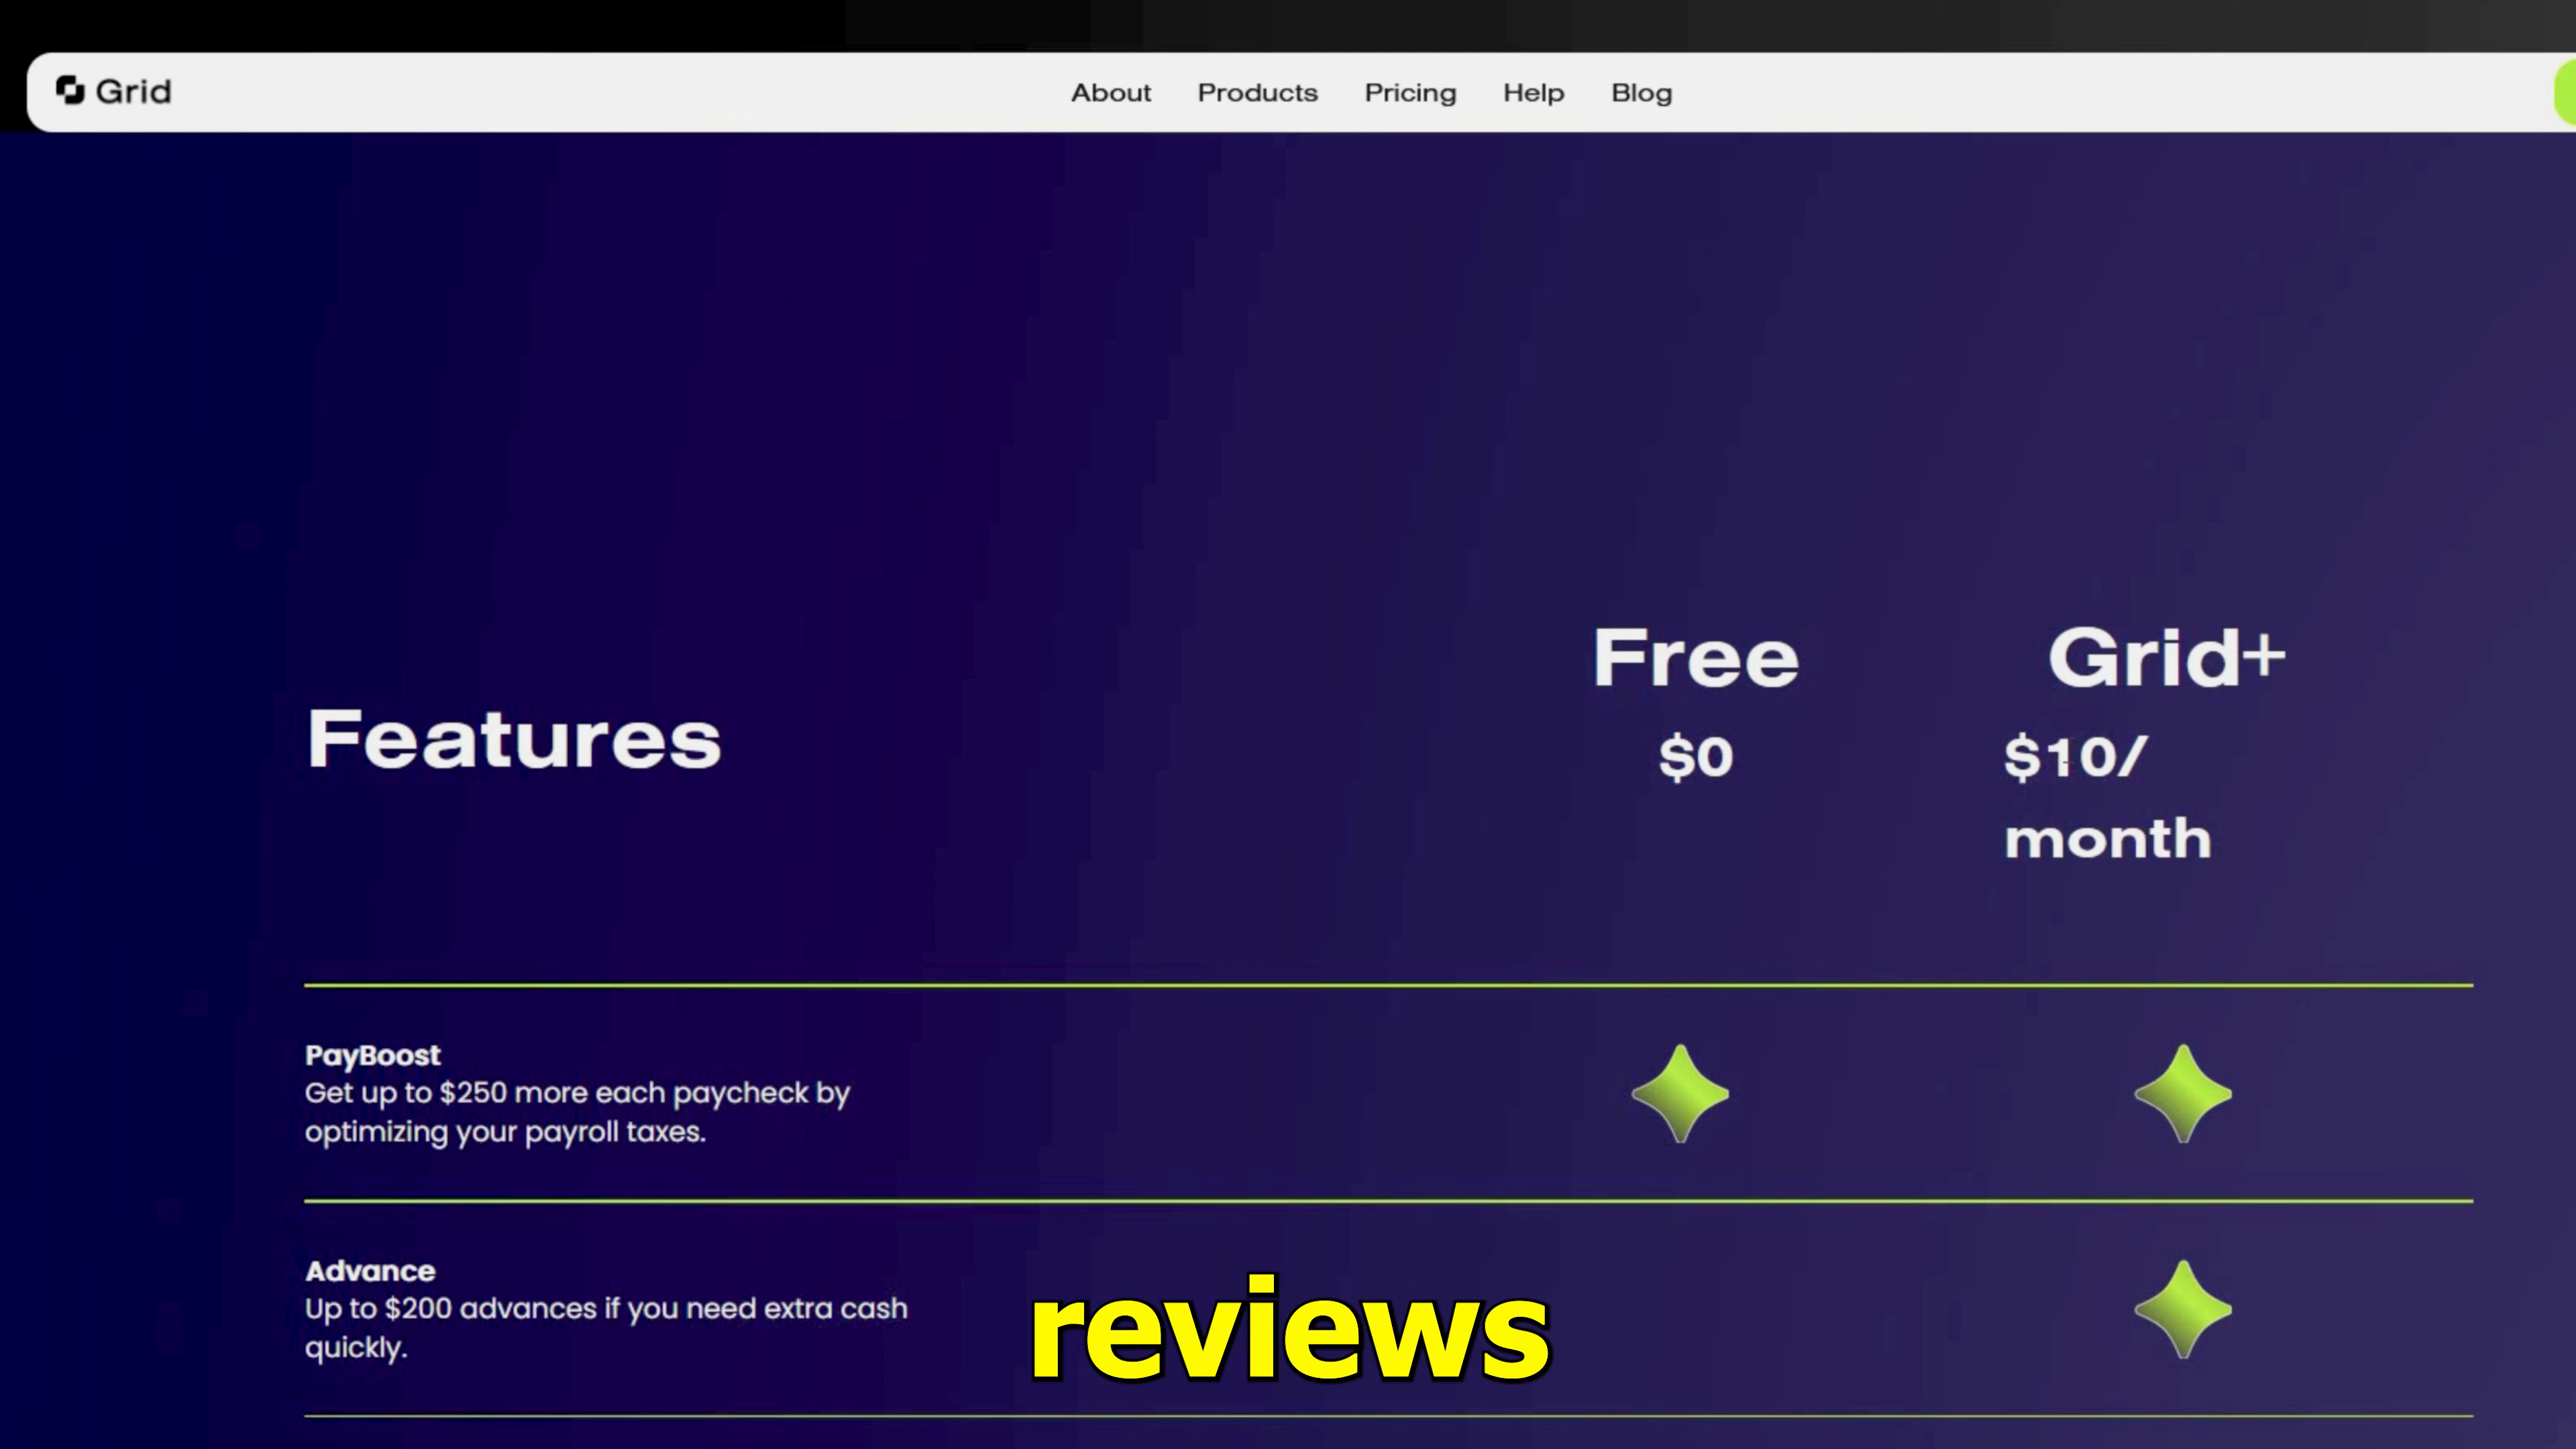 Grid
About Products Pricing Help Blog
Free Grid+
Features
$0 $10/
month
PayBoost
Get up to $250 more each paycheck by
optimizing your payroll taxes.
Advance
Up to $200 advances if you need extra cash
quickly.
reviews